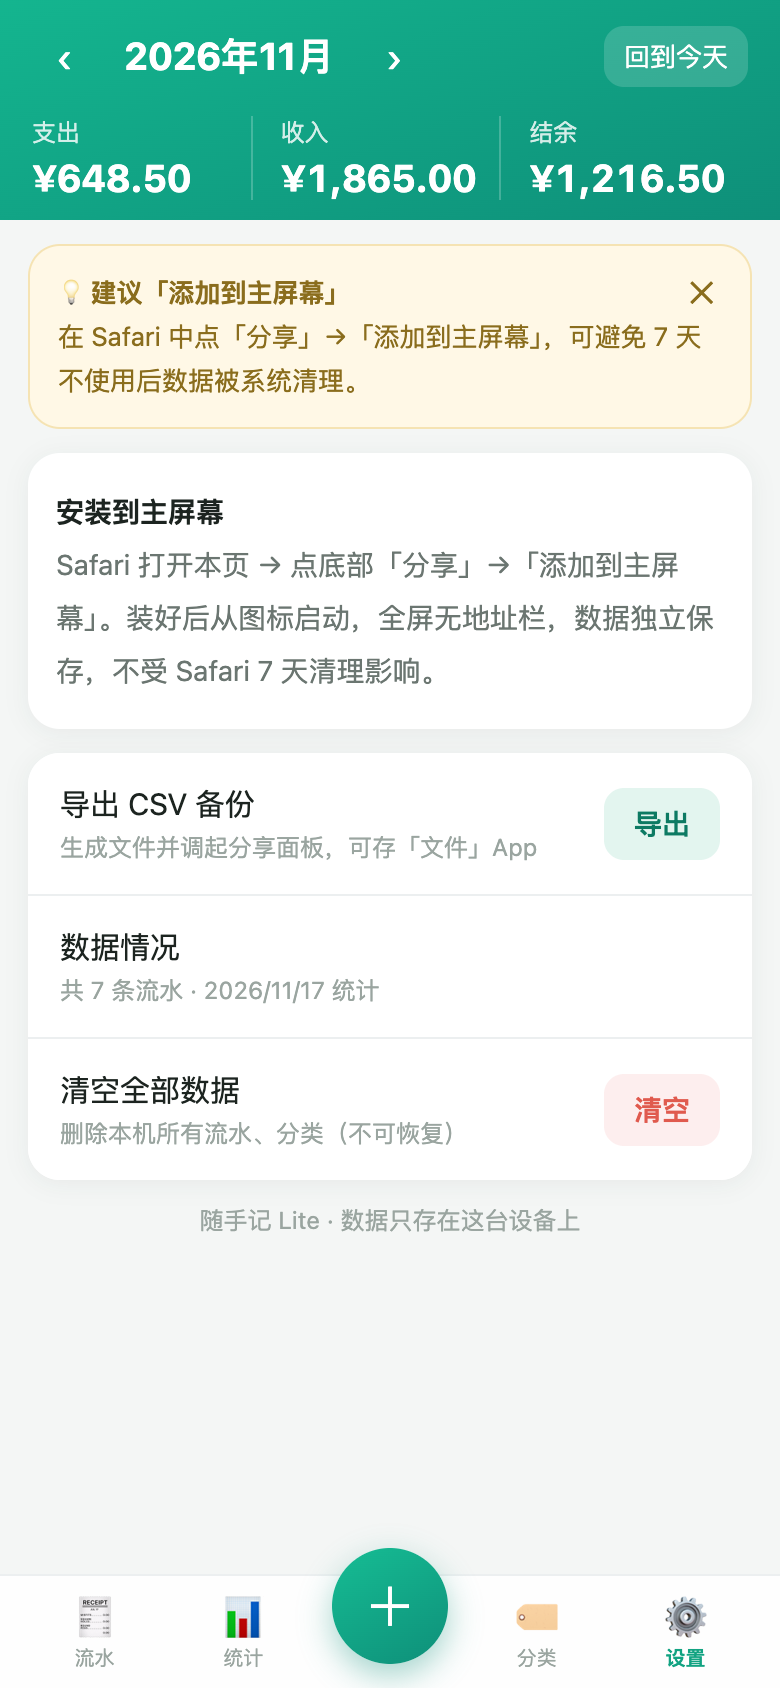 ‹ 2026年11月 › 回到今天
支出 收入 结余
¥648.50 ¥1,865.00 ¥1,216.50
💡 建议「添加到主屏幕」
在 Safari 中点「分享」→「添加到主屏幕」，可避免 7 天
不使用后数据被系统清理。
安装到主屏幕
Safari 打开本页 → 点底部「分享」→「添加到主屏
幕」。装好后从图标启动，全屏无地址栏，数据独立保
存，不受 Safari 7 天清理影响。
导出 CSV 备份
生成文件并调起分享面板，可存「文件」App
导出
数据情况
共 7 条流水 · 2026/11/17 统计
清空全部数据
删除本机所有流水、分类（不可恢复）
清空
随手记 Lite · 数据只存在这台设备上
RECEIPT
流水 统计 分类 设置